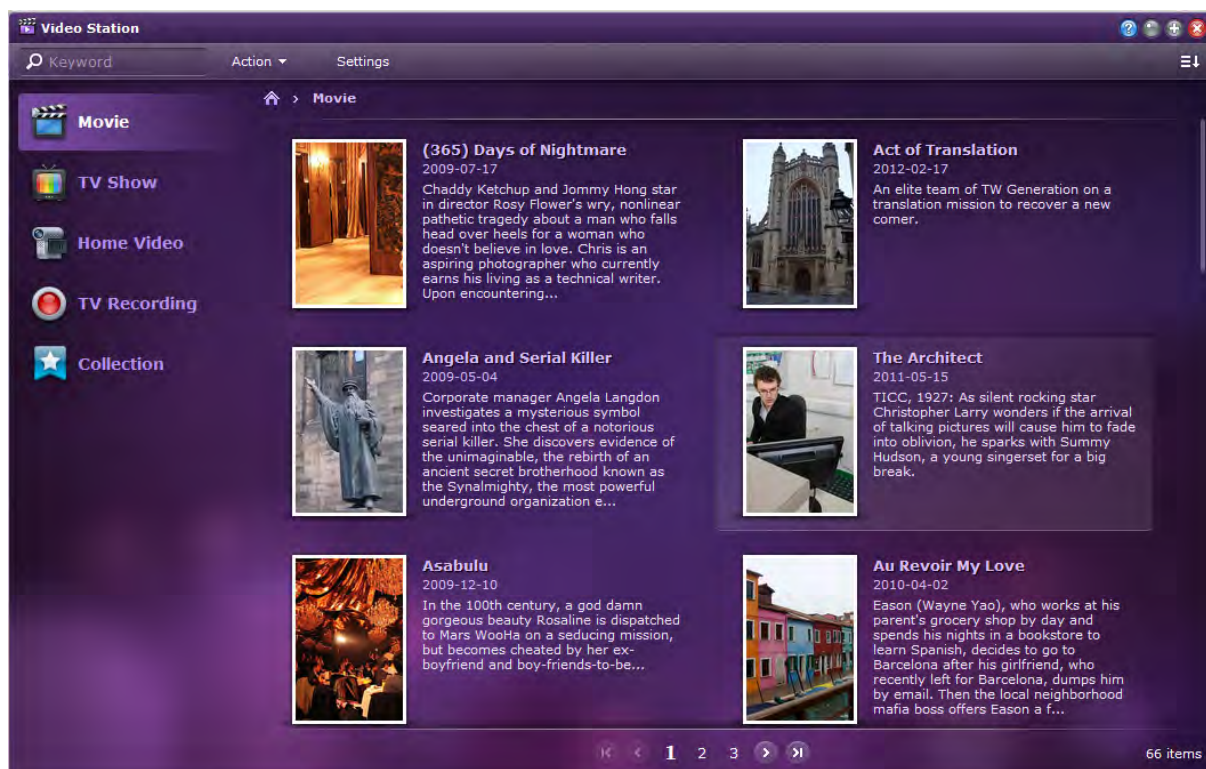 Video Station
Keyword
Action
Settings
Movie
TV Show
Home Video
TV Recording
Collection
› Movie
(365) Days of Nightmare
2009-07-17
Chaddy Ketchup and Jommy Hong star
in director Rosy Flower's wry, nonlinear
pathetic tragedy about a man who falls
head over heels for a woman who
doesn't believe in love. Chris is an
aspiring photographer who currently
earns his living as a technical writer.
Upon encountering...
Act of Translation
2012-02-17
An elite team of TW Generation on a
translation mission to recover a new
comer.
Angela and Serial Killer
2009-05-04
Corporate manager Angela Langdon
investigates a mysterious symbol
seared into the chest of a notorious
serial killer. She discovers evidence of
the unimaginable, the rebirth of an
ancient secret brotherhood known as
the Synalmighty, the most powerful
underground organization e...
The Architect
2011-05-15
TICC, 1927: As silent rocking star
Christopher Larry wonders if the arrival
of talking pictures will cause him to fade
into oblivion, he sparks with Summy
Hudson, a young singerset for a big
break.
Asabulu
2009-12-10
In the 100th century, a god damn
gorgeous beauty Rosaline is dispatched
to Mars WooHa on a seducing mission,
but becomes cheated by her ex-
boyfriend and boy-friends-to-be...
Au Revoir My Love
2010-04-02
Eason (Wayne Yao), who works at his
parent's grocery shop by day and
spends his nights in a bookstore to
learn Spanish, decides to go to
Barcelona after his girlfriend, who
recently left for Barcelona, dumps him
by email. Then the local neighborhood
mafia boss offers Eason a f...
1 2 3
66 items